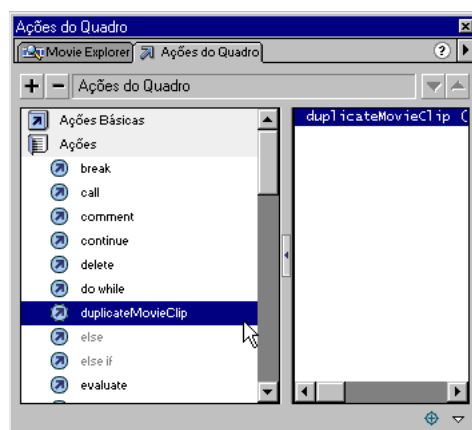 Ações do Quadro
Movie Explorer Ações do Quadro ?
+ - Ações do Quadro
Ações Básicas
duplicateMovieClip (
Ações
break
call
comment
continue
delete
do while
duplicateMovieClip
else
else if
evaluate